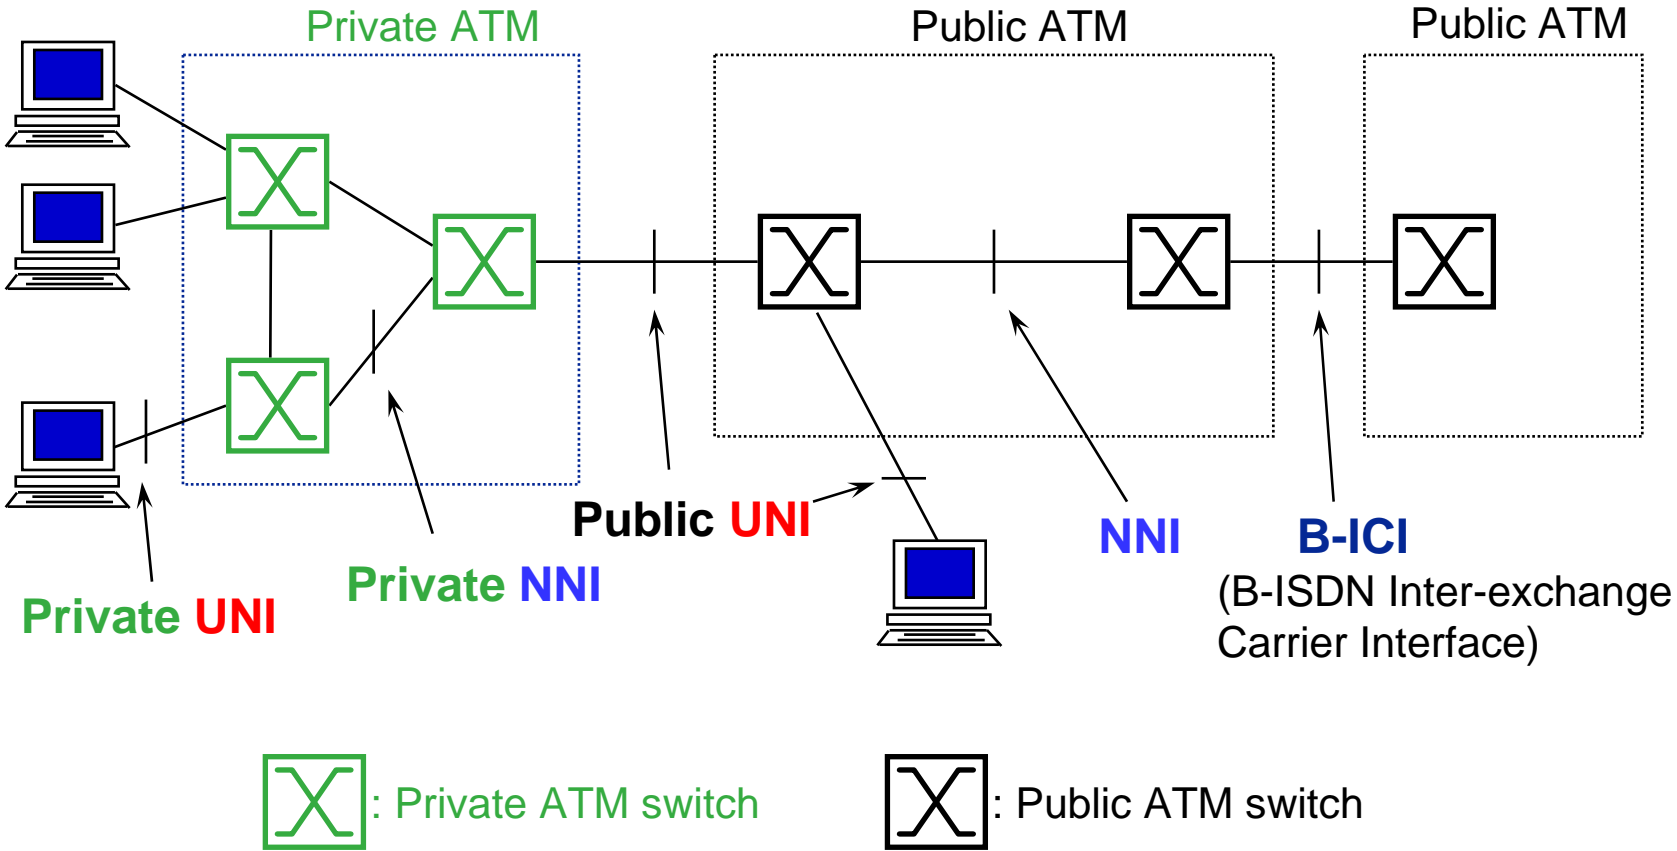 Private ATM
Public ATM
Public ATM
Public UNI
NNI
B-ICI
Private NNI
(B-ISDN Inter-exchange
Private UNI
Carrier Interface)
: Private ATM switch
: Public ATM switch